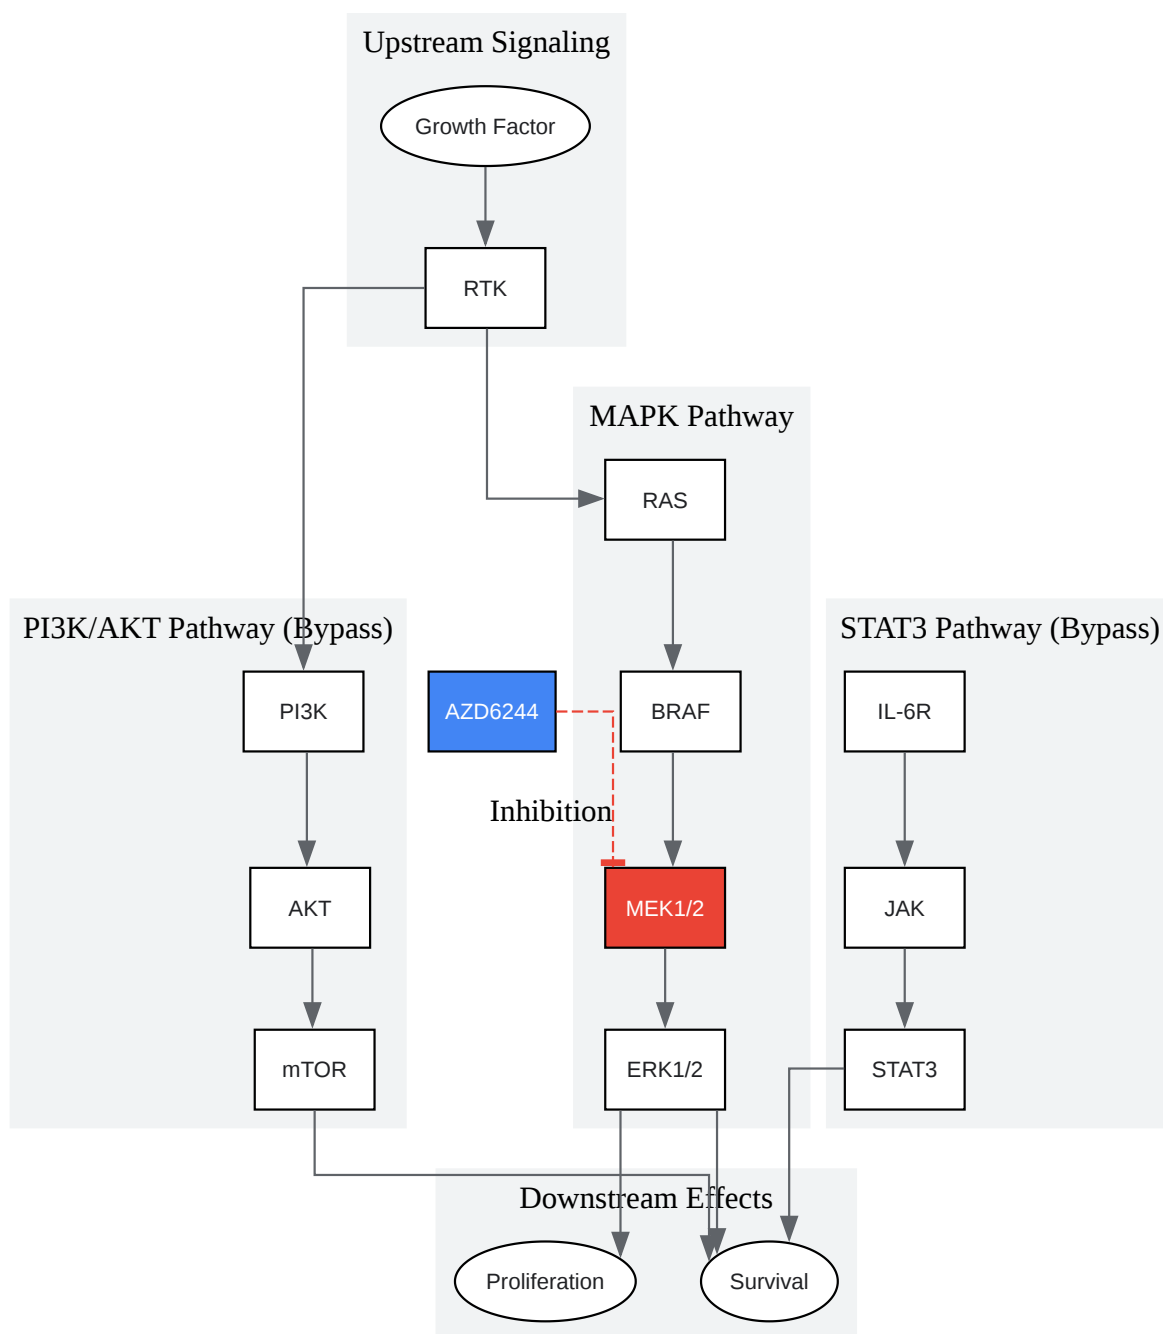 Upstream Signaling
Growth Factor
RTK
MAPK Pathway
RAS
PI3K/AKT Pathway (Bypass)
STAT3 Pathway (Bypass)
PI3K
AZD6244
BRAF
IL-6R
Inhibition
AKT
MEK1/2
JAK
mTOR
ERK1/2
STAT3
Downstream Effects
Proliferation
Survival